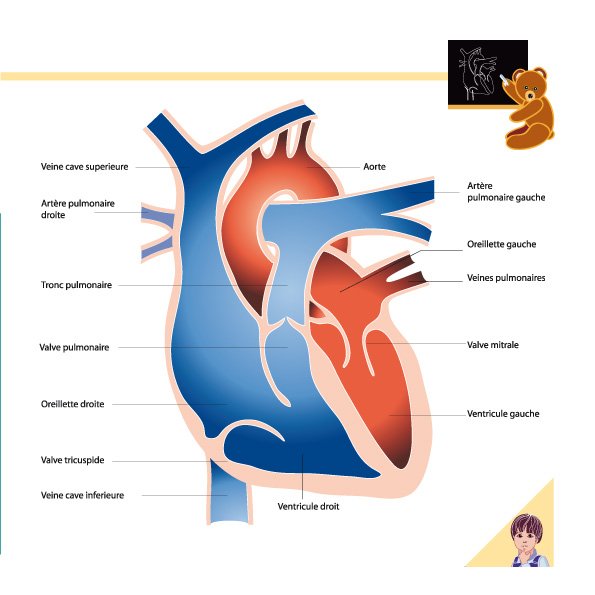 Veine cave superieure
Aorte
Artère
pulmonaire gauche
Artère pulmonaire
droite
Oreillette gauche
Veines pulmonaires
Tronc pulmonaire
Valve pulmonaire
Valve mitrale
Oreillette droite
Ventricule gauche
Valve tricuspide
Veine cave inferieure
Ventricule droit